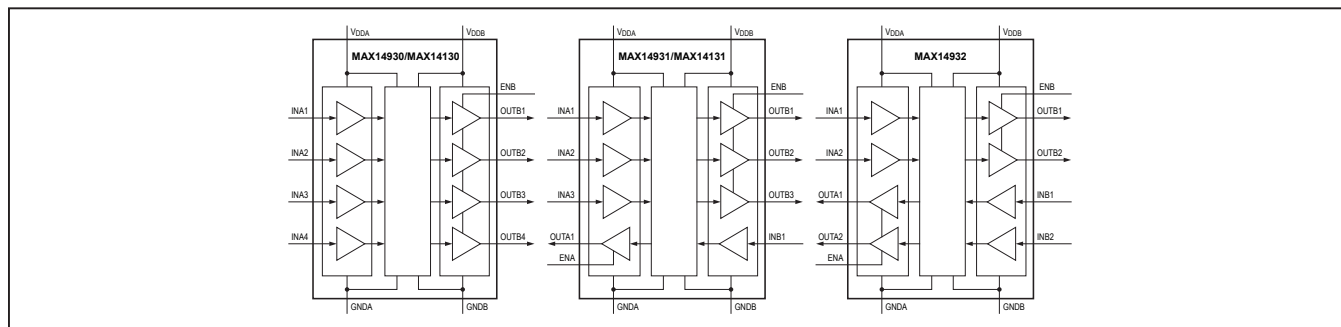 VDDA VDDB
MAX14930/MAX14130
ENB
INA1 OUTB1
INA2 OUTB2
INA3 OUTB3
INA4 OUTB4
GNDA GNDB
VDDA VDDB
MAX14931/MAX14131
ENB
INA1 OUTB1
INA2 OUTB2
INA3 OUTB3
OUTA1 INB1
ENA
GNDA GNDB
VDDA VDDB
MAX14932
ENB
INA1 OUTB1
INA2 OUTB2
OUTA1 INB1
OUTA2 INB2
ENA
GNDA GNDB